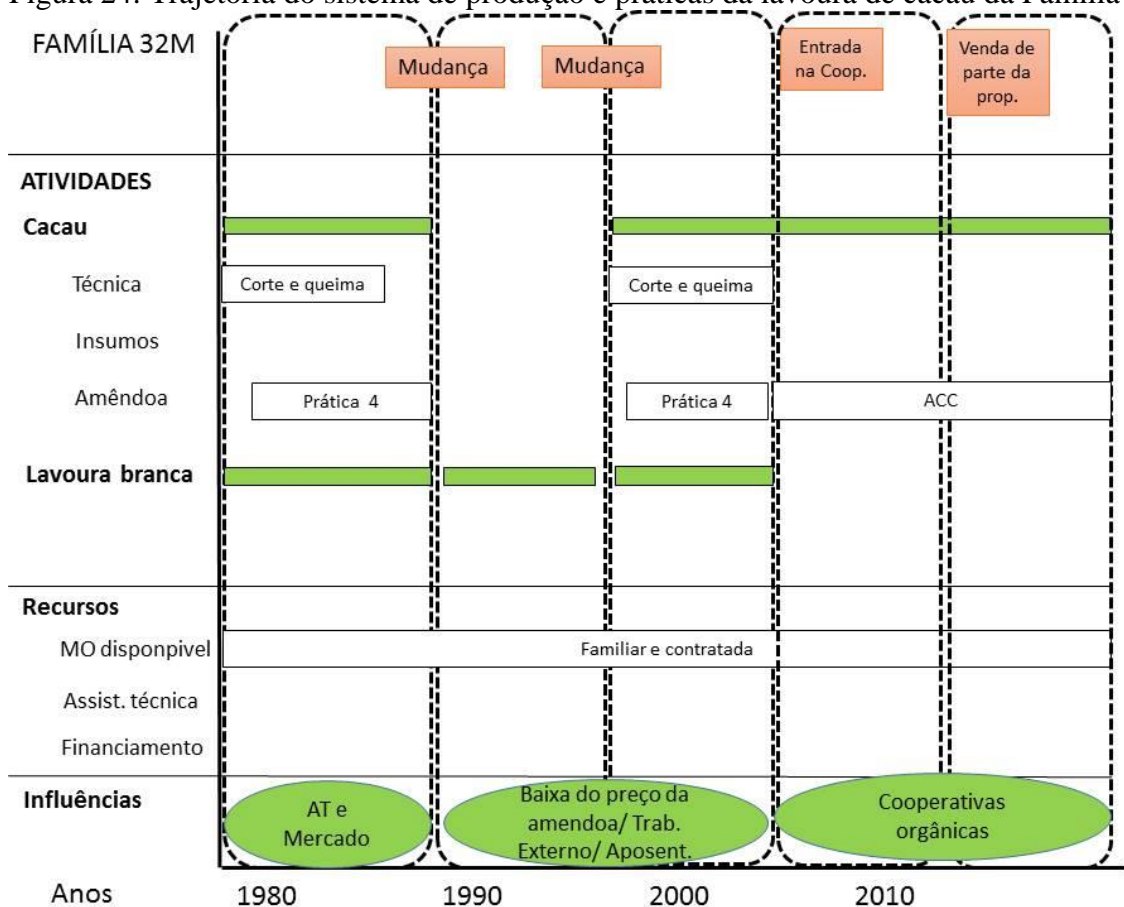 Figura 24: Trajetória do sistema de produção e práticas da lavoura de cacau da Família
FAMÍLIA 32M
Mudança
Mudança
Entrada
na Coop.
Venda de
parte da
prop.
ATIVIDADES
Cacau
Técnica
Corte e queima
Corte e queima
Insumos
Amêndoa
Prática 4
Prática 4
ACC
Lavoura branca
Recursos
MO disponpivel
Familiar e contratada
Assist. técnica
Financiamento
Influências
AT e
Mercado
Baixa do preço da
amendoa/ Trab.
Externo/ Aposent.
Cooperativas
orgânicas
Anos
1980
1990
2000
2010